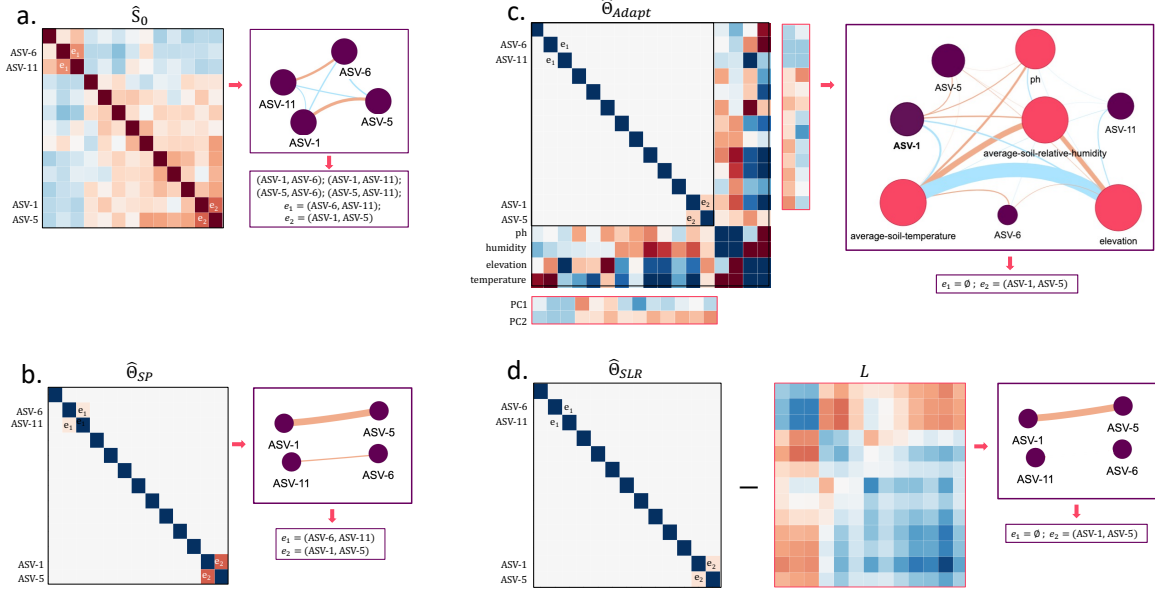 a.
Ŝ₀
ASV-6
ASV-11
ASV-1
ASV-5
e₁
e₁
e₂
e₂
ASV-6
ASV-11
ASV-5
ASV-1
(ASV-1, ASV-6); (ASV-1, ASV-11);
(ASV-5, ASV-6); (ASV-5, ASV-11);
e₁ = (ASV-6, ASV-11);
e₂ = (ASV-1, ASV-5)
c.
Θ̂_Adapt
ASV-6
ASV-11
ASV-1
ASV-5
ph
humidity
elevation
temperature
e₁
e₁
e₂
e₂
PC1
PC2
ph
ASV-5
ASV-11
ASV-1
average-soil-relative-humidity
average-soil-temperature
ASV-6
elevation
e₁ = ∅ ; e₂ = (ASV-1, ASV-5)
b.
Θ̂_SP
ASV-6
ASV-11
ASV-1
ASV-5
e₁
e₁
e₂
e₂
ASV-1
ASV-5
ASV-11
ASV-6
e₁ = (ASV-6, ASV-11)
e₂ = (ASV-1, ASV-5)
d.
Θ̂_SLR
ASV-6
ASV-11
ASV-1
ASV-5
e₁
e₁
e₂
e₂
−
L
ASV-1
ASV-5
ASV-11
ASV-6
e₁ = ∅ ; e₂ = (ASV-1, ASV-5)